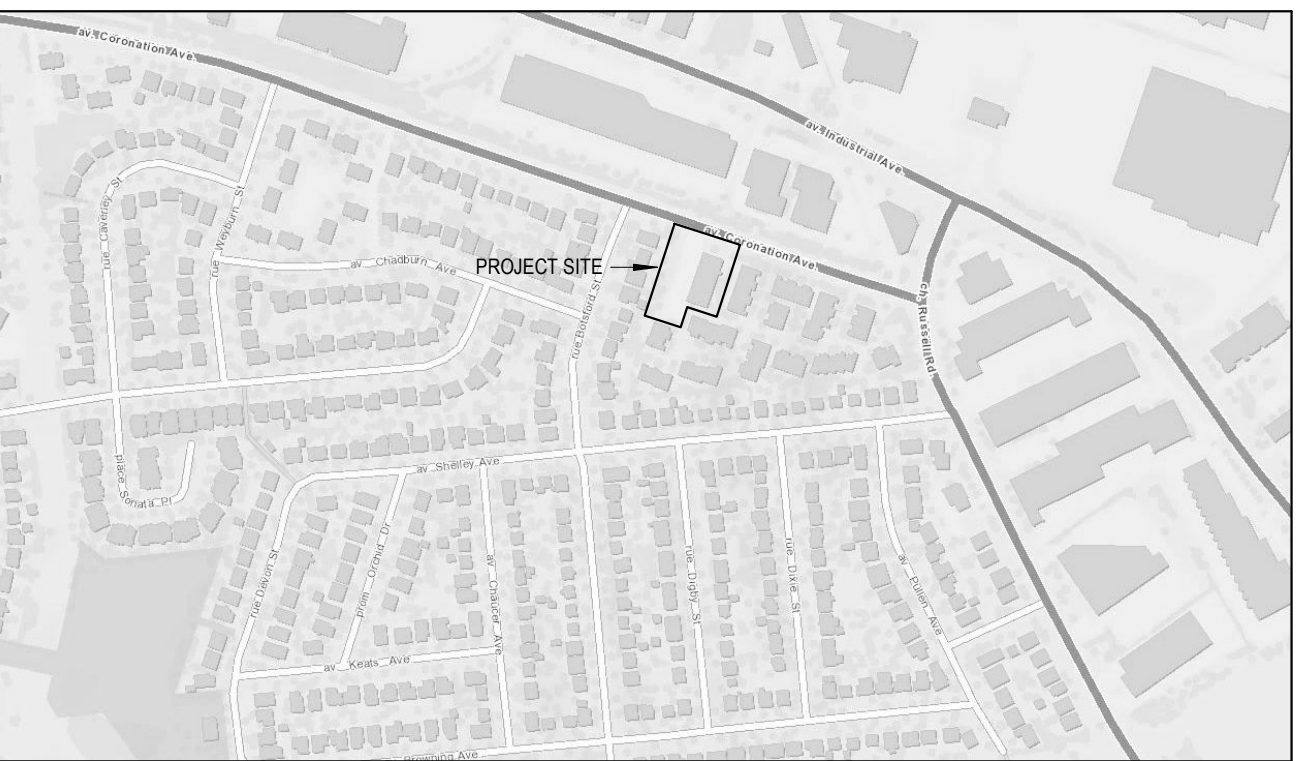 av. Coronation Ave.
av. Industrial Ave.
rue Caverley St
rue Weyburn St
av. Chadburn Ave
PROJECT SITE
av. Coronation Ave.
rue Botsford St.
ch. Russell Rd.
place Sonata Pl
av Shelley Ave
rue Davon St
prom Orchid Dr
av Chaucer Ave
rue Digby St
rue Dixie St
av Pullen Ave
av. Keats Ave
Browning Ave